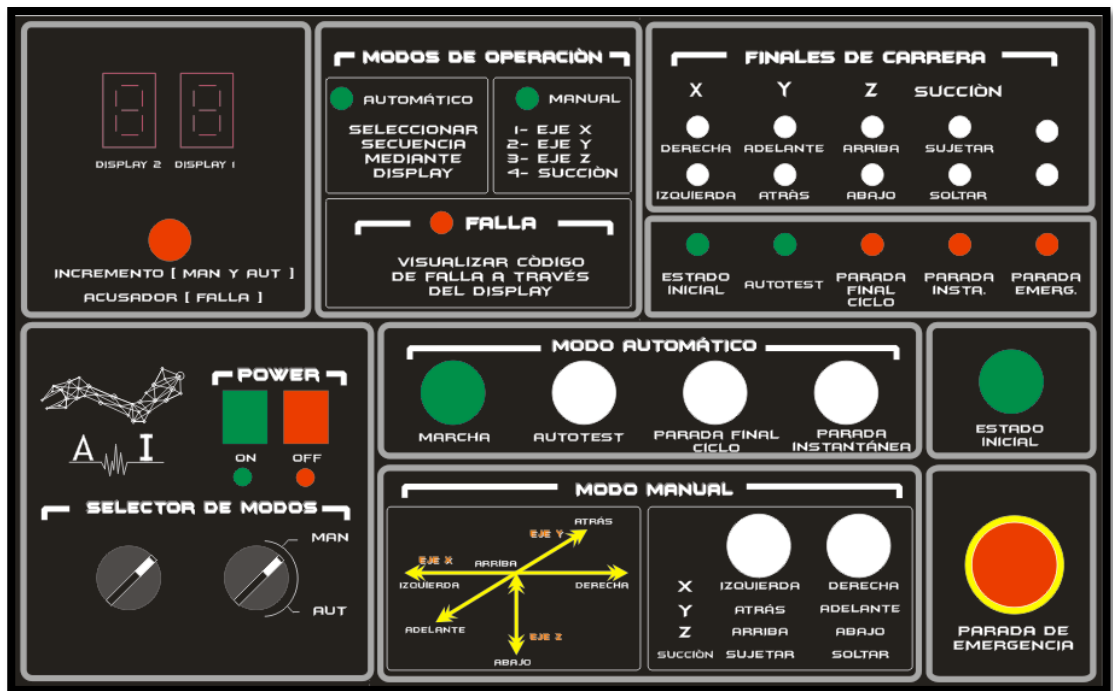 DISPLAY 2 DISPLAY 1
INCREMENTO [ MAN Y AUT ]
ACUSADOR [ FALLA ]
MODOS DE OPERACIÒN
AUTOMÁTICO
SELECCIONAR
SECUENCIA
MEDIANTE
DISPLAY
MANUAL
1- EJE X
2- EJE Y
3- EJE Z
4- SUCCIÒN
FALLA
VISUALIZAR CÒDIGO
DE FALLA A TRAVÉS
DEL DISPLAY
FINALES DE CARRERA
X Y Z SUCCIÒN
DERECHA ADELANTE ARRIBA SUJETAR
IZQUIERDA ATRÀS ABAJO SOLTAR
ESTADO
INICIAL
AUTOTEST
PARADA
FINAL
CICLO
PARADA
INSTA.
PARADA
EMERG.
POWER
ON OFF
A I
SELECTOR DE MODOS
MAN
AUT
MODO AUTOMÁTICO
MARCHA
AUTOTEST
PARADA FINAL
CICLO
PARADA
INSTANTÁNEA
ESTADO
INICIAL
MODO MANUAL
ATRÁS
EJE Y
EJE X
ARRIBA
IZQUIERDA
DERECHA
ADELANTE
EJE Z
ABAJO
X IZQUIERDA DERECHA
Y ATRÁS ADELANTE
Z ARRIBA ABAJO
SUCCIÒN SUJETAR SOLTAR
PARADA DE
EMERGENCIA